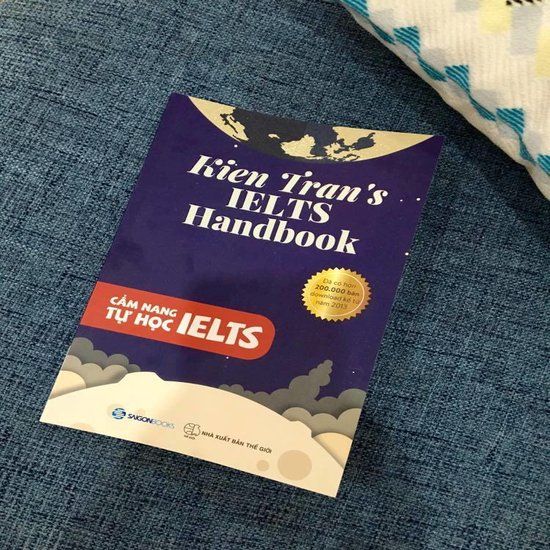 Kien Tran's
IELTS
Handbook
Đã có hơn
200.000 bản
download kể từ
năm 2013
CẨM NANG
TỰ HỌC IELTS
SAIGONBOOKS
NHÀ XUẤT BẢN THẾ GIỚI